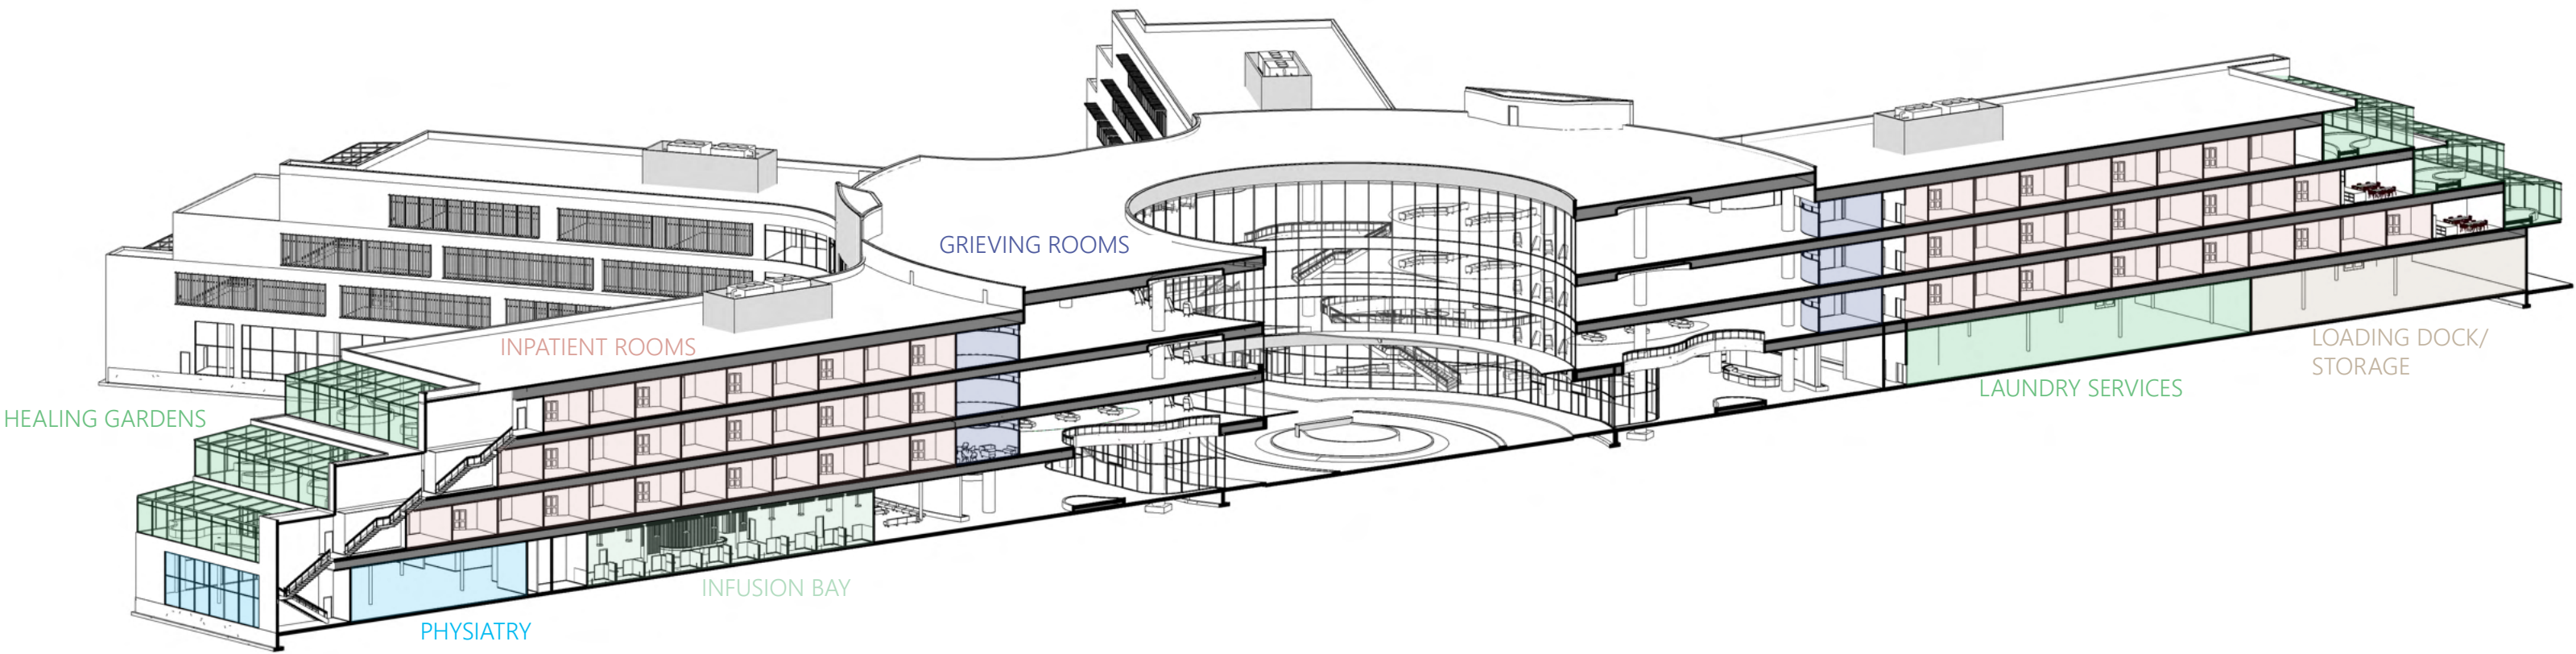 GRIEVING ROOMS
INPATIENT ROOMS
LOADING DOCK/
STORAGE
LAUNDRY SERVICES
HEALING GARDENS
INFUSION BAY
PHYSIATRY